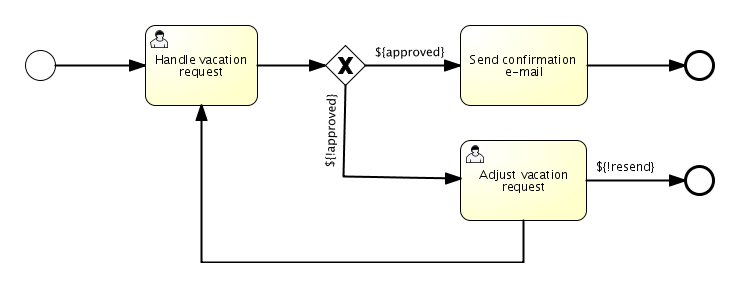 Handle vacation
request
X
${approved}
Send confirmation
e-mail
${!approved}
Adjust vacation
request
${!resend}